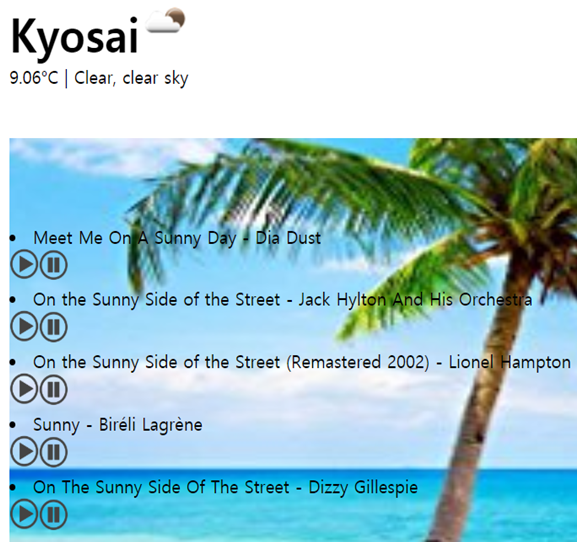 Kyosai
9.06°C | Clear, clear sky
Meet Me On A Sunny Day - Dia Dust
On the Sunny Side of the Street - Jack Hylton And His Orchestra
On the Sunny Side of the Street (Remastered 2002) - Lionel Hampton
Sunny - Biréli Lagrène
On The Sunny Side Of The Street - Dizzy Gillespie